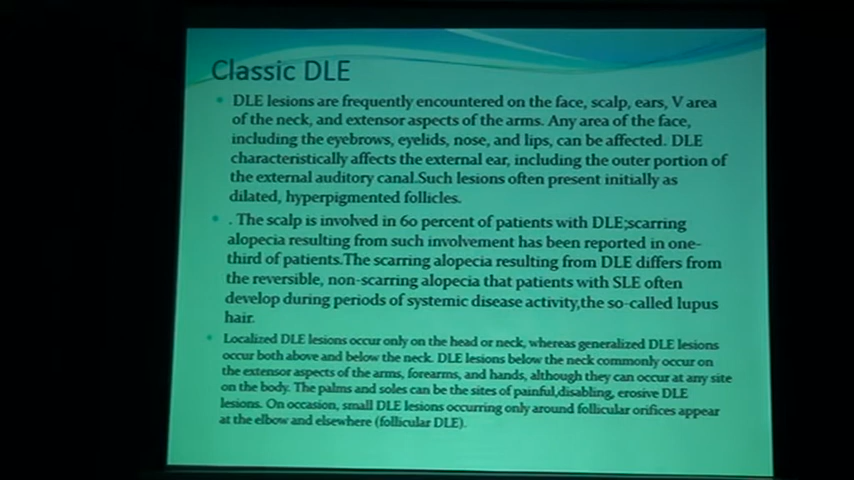 Classic DLE
DLE lesions are frequently encountered on the face, scalp, ears, V area
of the neck, and extensor aspects of the arms. Any area of the face,
including the eyebrows, eyelids, nose, and lips, can be affected. DLE
characteristically affects the external ear, including the outer portion of
the external auditory canal.Such lesions often present initially as
dilated, hyperpigmented follicles.
. The scalp is involved in 60 percent of patients with DLE;scarring
alopecia resulting from such involvement has been reported in one-
third of patients.The scarring alopecia resulting from DLE differs from
the reversible, non-scarring alopecia that patients with SLE often
develop during periods of systemic disease activity,the so-called lupus
hair.
Localized DLE lesions occur only on the head or neck, whereas generalized DLE lesions
occur both above and below the neck. DLE lesions below the neck commonly occur on
the extensor aspects of the arms, forearms, and hands, although they can occur at any site
on the body. The palms and soles can be the sites of painful,disabling, erosive DLE
lesions. On occasion, small DLE lesions occurring only around follicular orifices appear
at the elbow and elsewhere (follicular DLE).